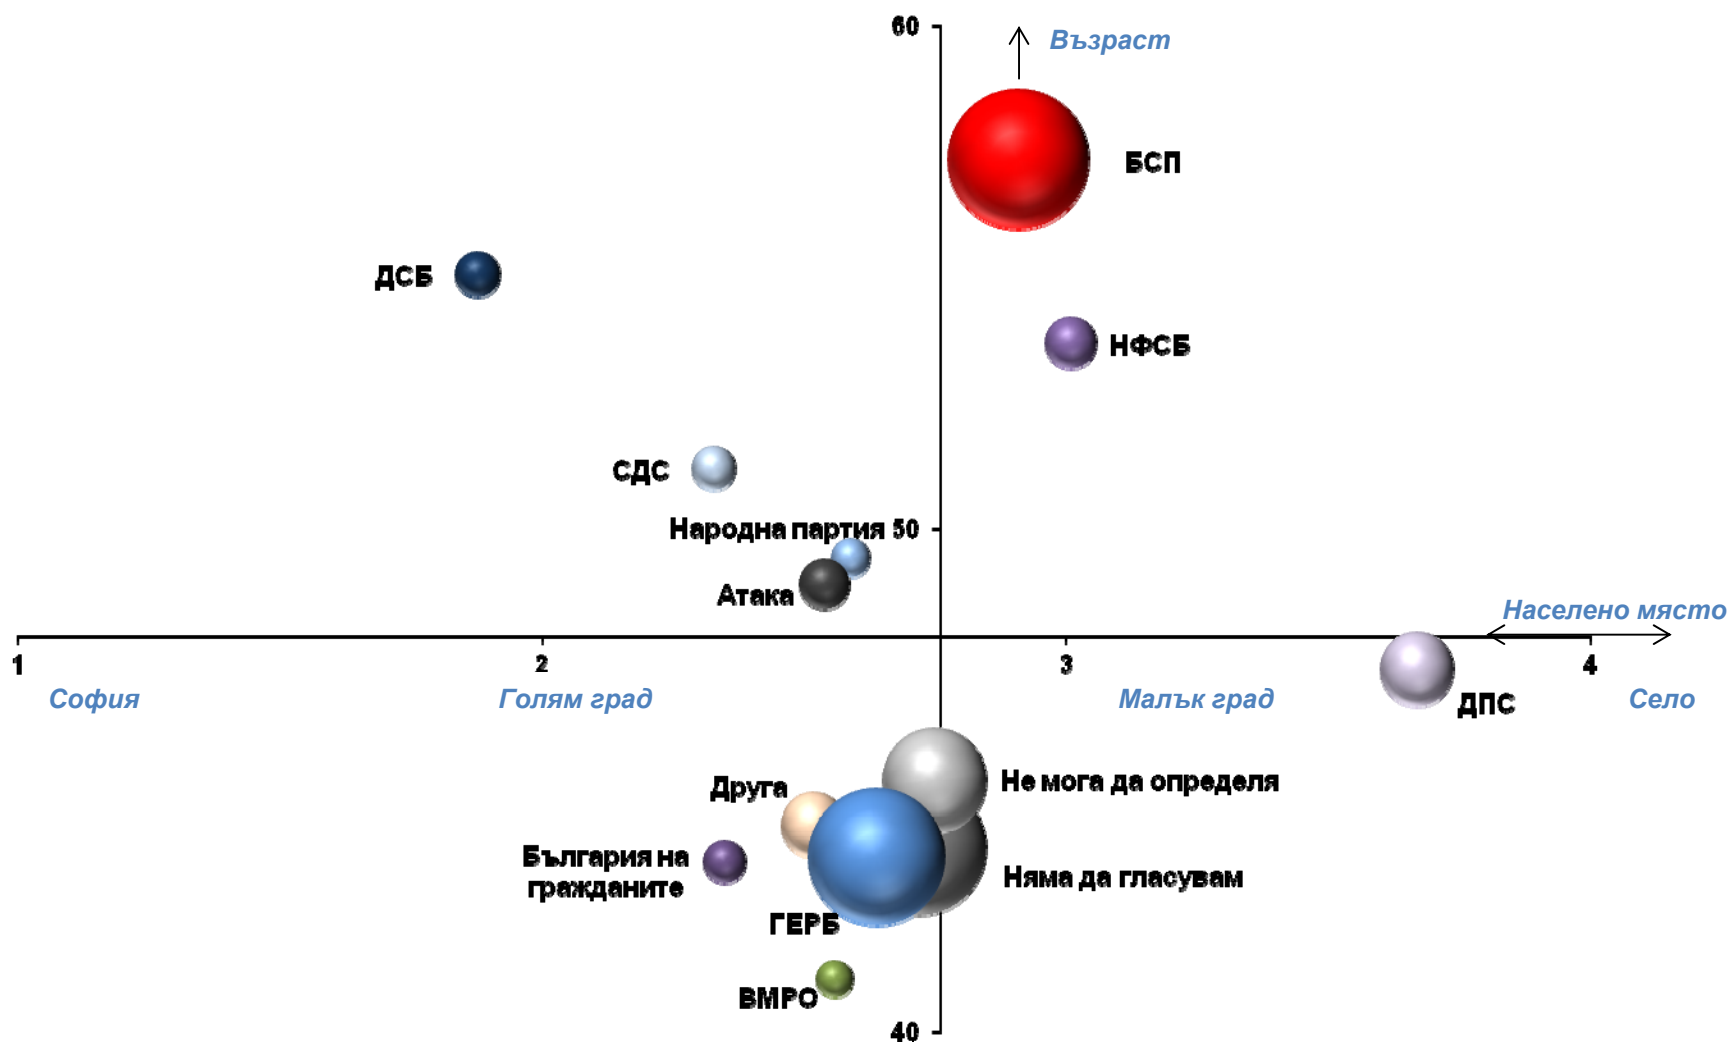 60
Възраст
БСП
ДСБ
НФСБ
СДС
Народна партия 50
Атака
Населено място
1
2
3
4
София
Голям град
Малък град
Село
ДПС
Не мога да определя
Друга
България на
гражданите
Няма да гласувам
ГЕРБ
ВМРО
40